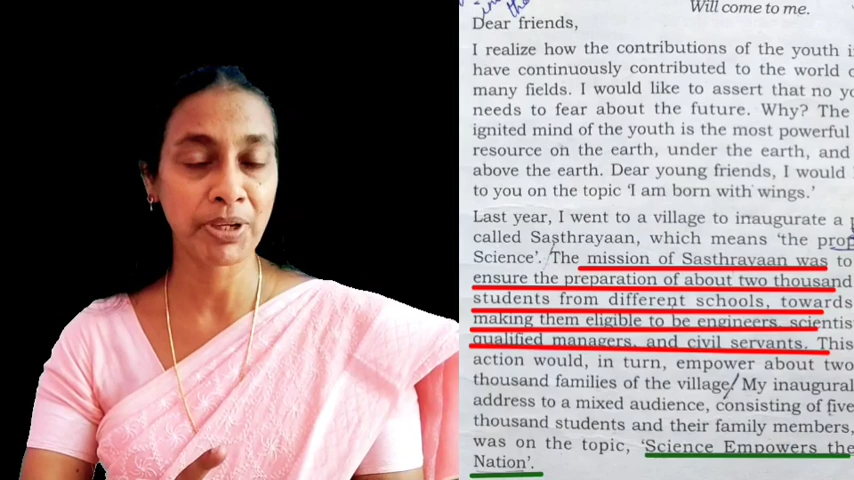 the
Will come to me.
Dear friends,
I realize how the contributions of the youth
have continuously contributed to the world
many fields. I would like to assert that no
needs to fear about the future. Why? The
ignited mind of the youth is the most powerful
resource on the earth, under the earth, and
above the earth. Dear young friends, I would
to you on the topic 'I am born with wings.'
Last year, I went to a village to inaugurate a
called Sasthrayaan, which means 'the
Science'. The mission of Sasthrayaan was to
ensure the preparation of about two thousand
students from different schools, towards
making them eligible to be engineers, scientis
qualified managers, and civil servants. This
action would, in turn, empower about two
thousand families of the village. My inaugural
address to a mixed audience, consisting of five
thousand students and their family members,
was on the topic, 'Science Empowers the
Nation'.